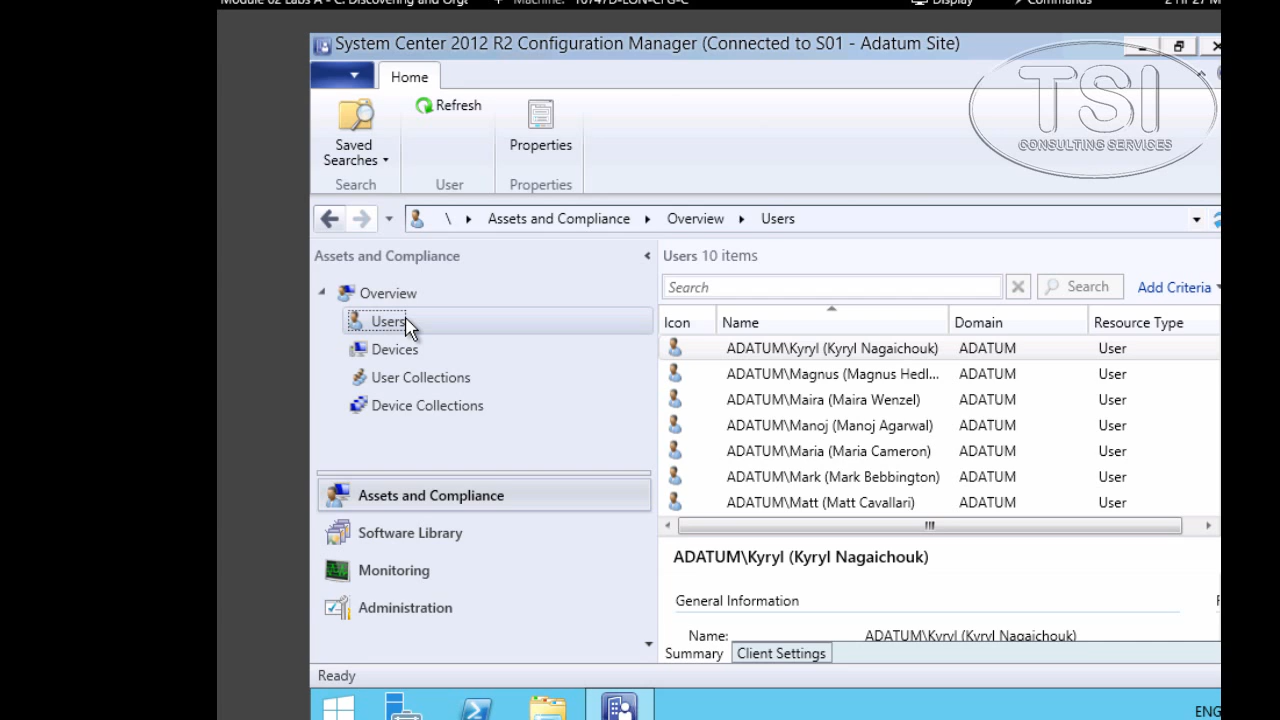 Module 02 Labs A - C: Discovering and Orga
System Center 2012 R2 Configuration Manager (Connected to S01 - Adatum Site)
Home
TSI
CONSULTING SERVICES
Saved
Searches
Search
Refresh
User
Properties
Properties
\ Assets and Compliance Overview Users
Assets and Compliance
Overview
Users
Devices
User Collections
Device Collections
Assets and Compliance
Software Library
Monitoring
Administration
Users 10 items
Search Search Add Criteria
Icon Name Domain Resource Type
ADATUM\Kyryl (Kyryl Nagaichouk) ADATUM User
ADATUM\Magnus (Magnus Hedl... ADATUM User
ADATUM\Maira (Maira Wenzel) ADATUM User
ADATUM\Manoj (Manoj Agarwal) ADATUM User
ADATUM\Maria (Maria Cameron) ADATUM User
ADATUM\Mark (Mark Bebbington) ADATUM User
ADATUM\Matt (Matt Cavallari) ADATUM User
ADATUM\Kyryl (Kyryl Nagaichouk)
General Information
Name: ADATUM\Kyryl (Kyryl Nagaichouk)
Summary Client Settings
Ready
ENG